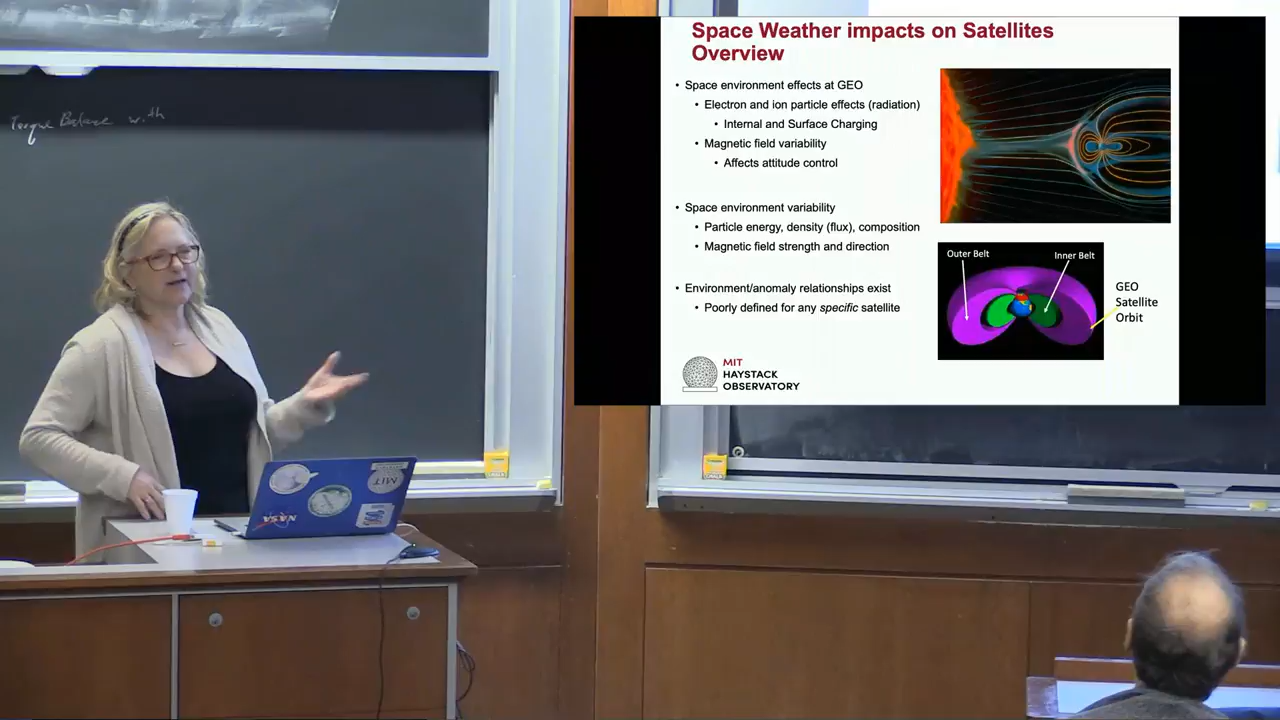 Torque Balance with
Space Weather impacts on Satellites
Overview
• Space environment effects at GEO
• Electron and ion particle effects (radiation)
• Internal and Surface Charging
• Magnetic field variability
• Affects attitude control
• Space environment variability
• Particle energy, density (flux), composition
• Magnetic field strength and direction
• Environment/anomaly relationships exist
• Poorly defined for any specific satellite
Outer Belt
Inner Belt
GEO
Satellite
Orbit
MIT
HAYSTACK
OBSERVATORY
MIT
NASA